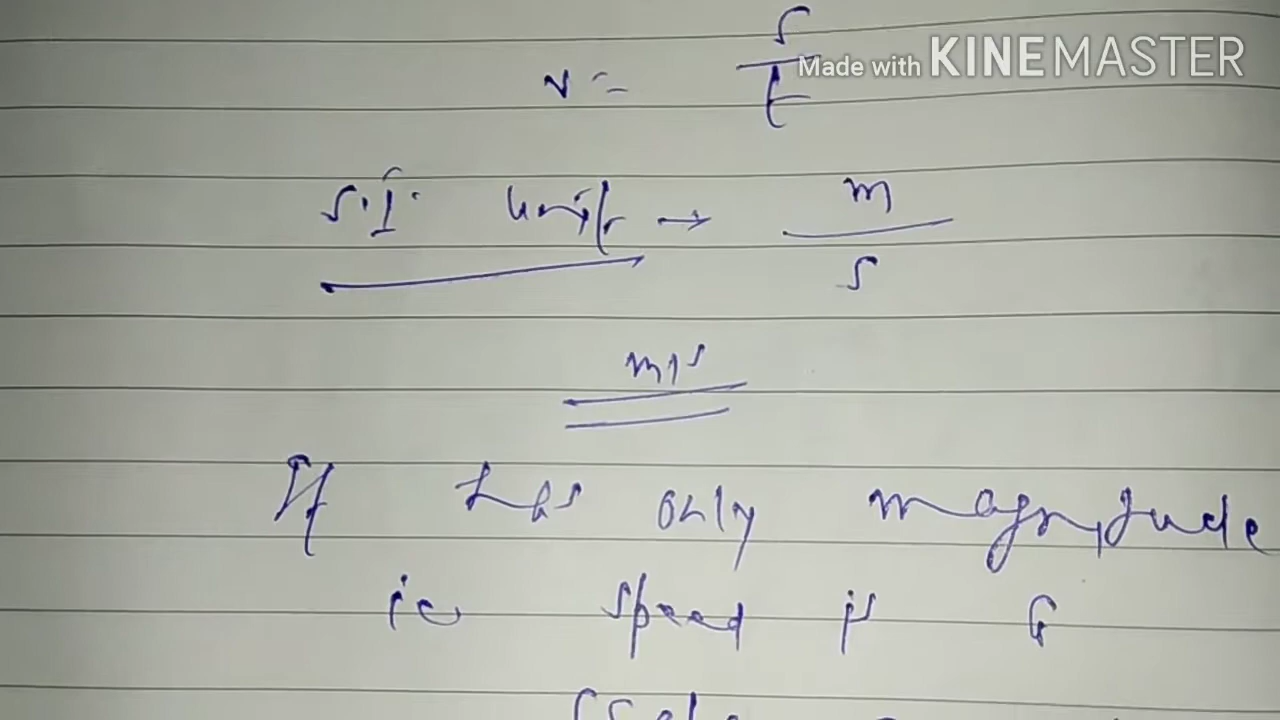 v = s/t
Made with KINEMASTER
S.I. Unit → m/s
m/s
It has only magnitude
ie speed is a